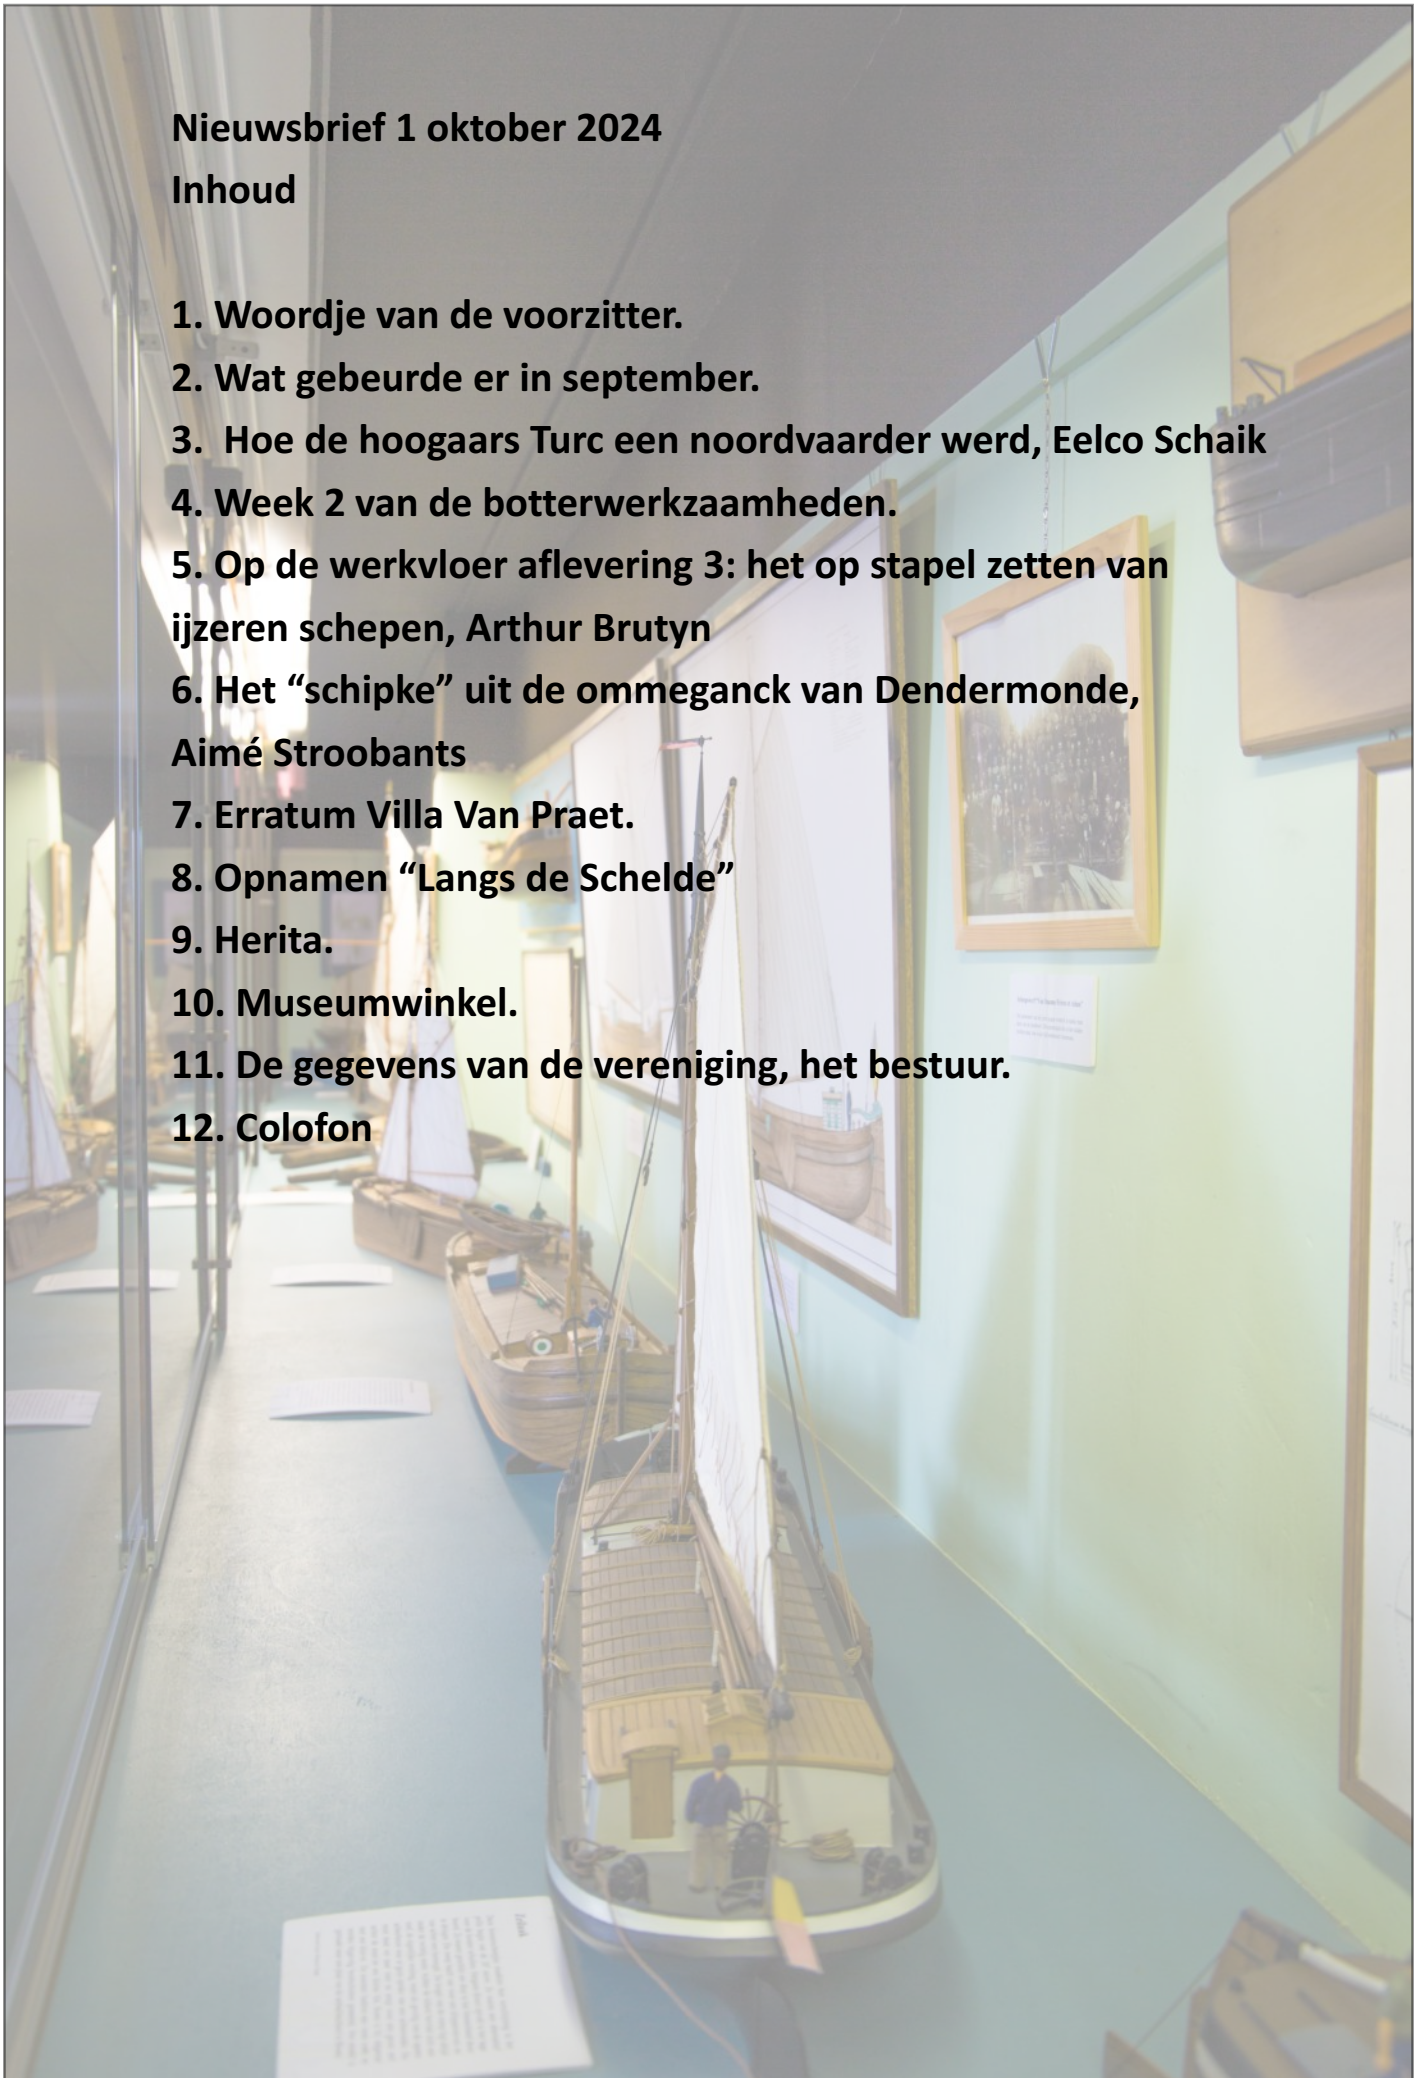 Nieuwsbrief 1 oktober 2024
Inhoud
1. Woordje van de voorzitter.
2. Wat gebeurde er in september.
3. Hoe de hoogaars Turc een noordvaarder werd, Eelco Schaik
4. Week 2 van de botterwerkzaamheden.
5. Op de werkvloer aflevering 3: het op stapel zetten van
ijzeren schepen, Arthur Brutyn
6. Het “schipke” uit de ommeganck van Dendermonde,
Aimé Stroobants
7. Erratum Villa Van Praet.
8. Opnamen “Langs de Schelde”
9. Herita.
10. Museumwinkel.
11. De gegevens van de vereniging, het bestuur.
12. Colofon